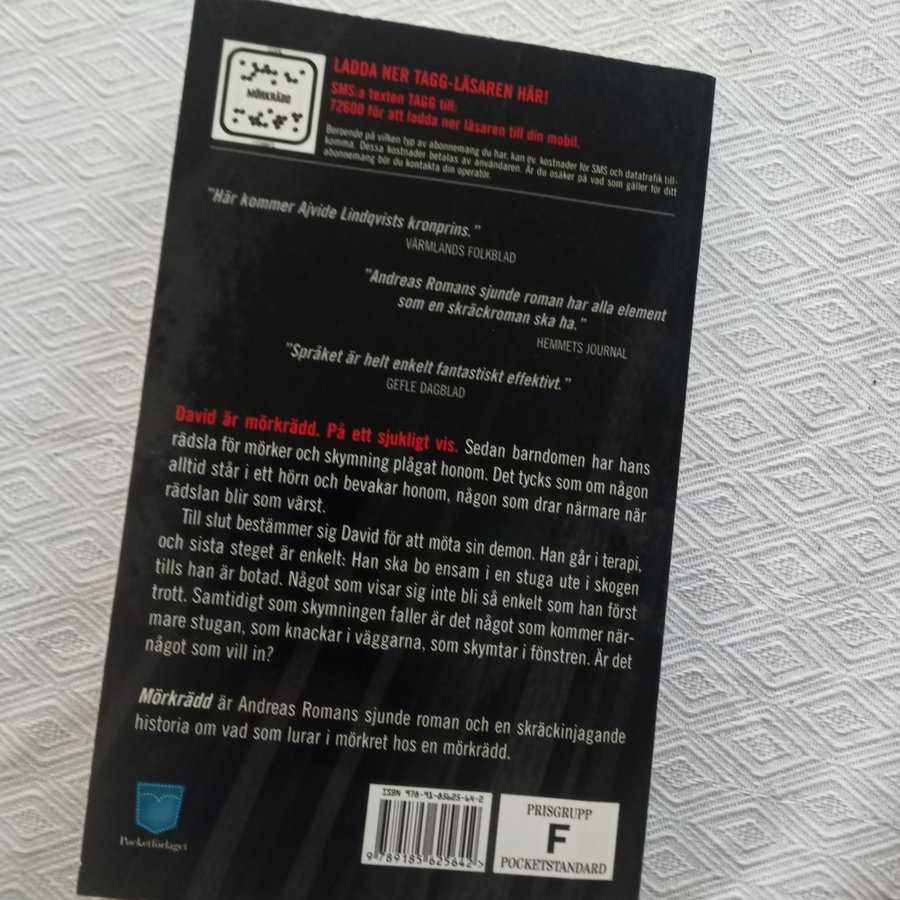 MÖRKRÄDD
LADDA NER TAGG-LÄSAREN HÄR!
SMS:a texten TAGG till:
72600 för att ladda ner läsaren till din mobil.
Beroende på vilken typ av abonnemang du har, kan ev. kostnader för SMS och datatrafik till-
komma. Dessa kostnader betalas av användaren. Är du osäker på vad som gäller för ditt
abonnemang bör du kontakta din operatör.
"Här kommer Ajvide Lindqvists kronprins."
VÄRMLANDS FOLKBLAD
"Andreas Romans sjunde roman har alla element
som en skräckroman ska ha."
HEMMETS JOURNAL
"Språket är helt enkelt fantastiskt effektivt."
GEFLE DAGBLAD
David är mörkrädd. På ett sjukligt vis. Sedan barndomen har hans
rädsla för mörker och skymning plågat honom. Det tycks som om någon
alltid står i ett hörn och bevakar honom, någon som drar närmare när
rädslan blir som värst.
Till slut bestämmer sig David för att möta sin demon. Han går i terapi,
och sista steget är enkelt: Han ska bo ensam i en stuga ute i skogen
tills han är botad. Något som visar sig inte bli så enkelt som han först
trott. Samtidigt som skymningen faller är det något som kommer när-
mare stugan, som knackar i väggarna, som skymtar i fönstren. Är det
något som vill in?
Mörkrädd är Andreas Romans sjunde roman och en skräckinjagande
historia om vad som lurar i mörkret hos en mörkrädd.
Pocketförlaget
ISBN 978-91-85625-64-2
9 789185 625642 >
PRISGRUPP
F
POCKETSTANDARD